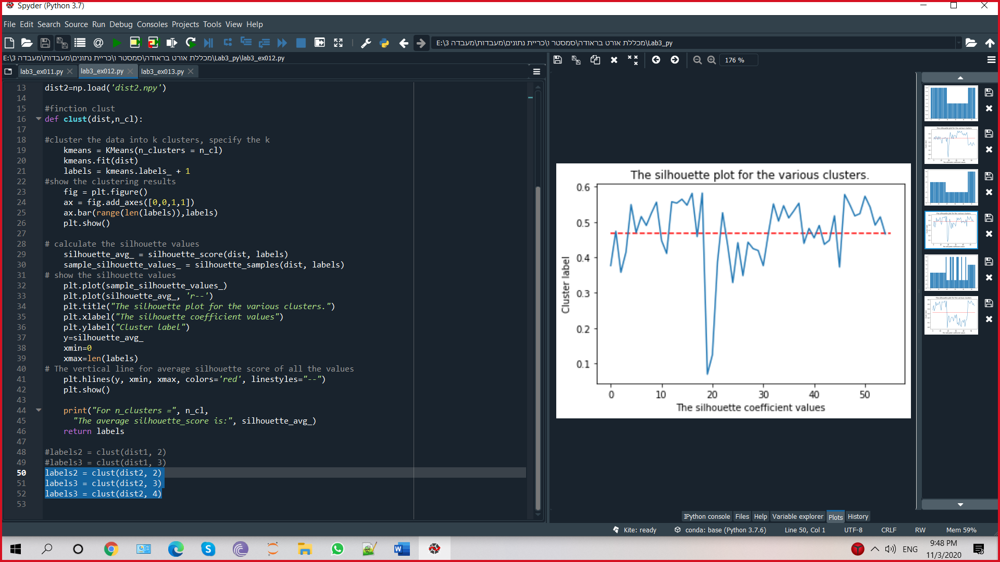 Spyder (Python 3.7)
File Edit Search Source Run Debug Consoles Projects Tools View Help
E:\מכללת אורט בראודה\סמסטר ו\כריית נתונים\מעבדות\מעבדה 3\Lab3_py
E:\מכללת אורט בראודה\סמסטר ו\כריית נתונים\מעבדות\מעבדה 3\Lab3_py\lab3_ex012.py
176 %
lab3_ex011.py lab3_ex012.py lab3_ex013.py
13 dist2=np.load('dist2.npy')
14
15 #finction clust
16 def clust(dist,n_cl):
17
18 #cluster the data into k clusters, specify the k
19     kmeans = KMeans(n_clusters = n_cl)
20     kmeans.fit(dist)
21     labels = kmeans.labels_ + 1
22 #show the clustering results
23     fig = plt.figure()
24     ax = fig.add_axes([0,0,1,1])
25     ax.bar(range(len(labels)),labels)
26     plt.show()
27
28 # calculate the silhouette values
29     silhouette_avg_ = silhouette_score(dist, labels)
30     sample_silhouette_values_ = silhouette_samples(dist, labels)
31 # show the silhouette values
32     plt.plot(sample_silhouette_values_)
33     plt.plot(silhouette_avg_, 'r--')
34     plt.title("The silhouette plot for the various clusters.")
35     plt.xlabel("The silhouette coefficient values")
36     plt.ylabel("Cluster label")
37     y=silhouette_avg_
38     xmin=0
39     xmax=len(labels)
40 # The vertical line for average silhouette score of all the values
41     plt.hlines(y, xmin, xmax, colors='red', linestyles="--")
42     plt.show()
43
44     print("For n_clusters =", n_cl,
45       "The average silhouette_score is:", silhouette_avg_)
46     return labels
47
48 #labels2 = clust(dist1, 2)
49 #labels3 = clust(dist1, 3)
50 labels2 = clust(dist2, 2)
51 labels3 = clust(dist2, 3)
52 labels3 = clust(dist2, 4)
53
The silhouette plot for the various clusters.
0.6
0.5
0.4
0.3
0.2
0.1
Cluster label
0 10 20 30 40 50
The silhouette coefficient values
IPython console Files Help Variable explorer Plots History
Kite: ready conda: base (Python 3.7.6) Line 50, Col 1 UTF-8 CRLF RW Mem 59%
ENG
9:48 PM
11/3/2020